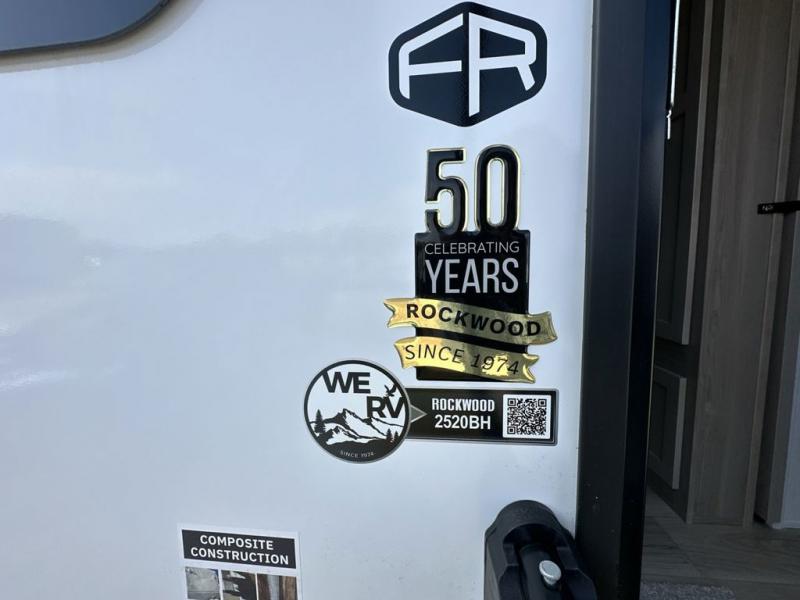 FR
50
CELEBRATING
YEARS
ROCKWOOD
SINCE 1974
WE
RV
SINCE 1974
ROCKWOOD
2520BH
COMPOSITE
CONSTRUCTION